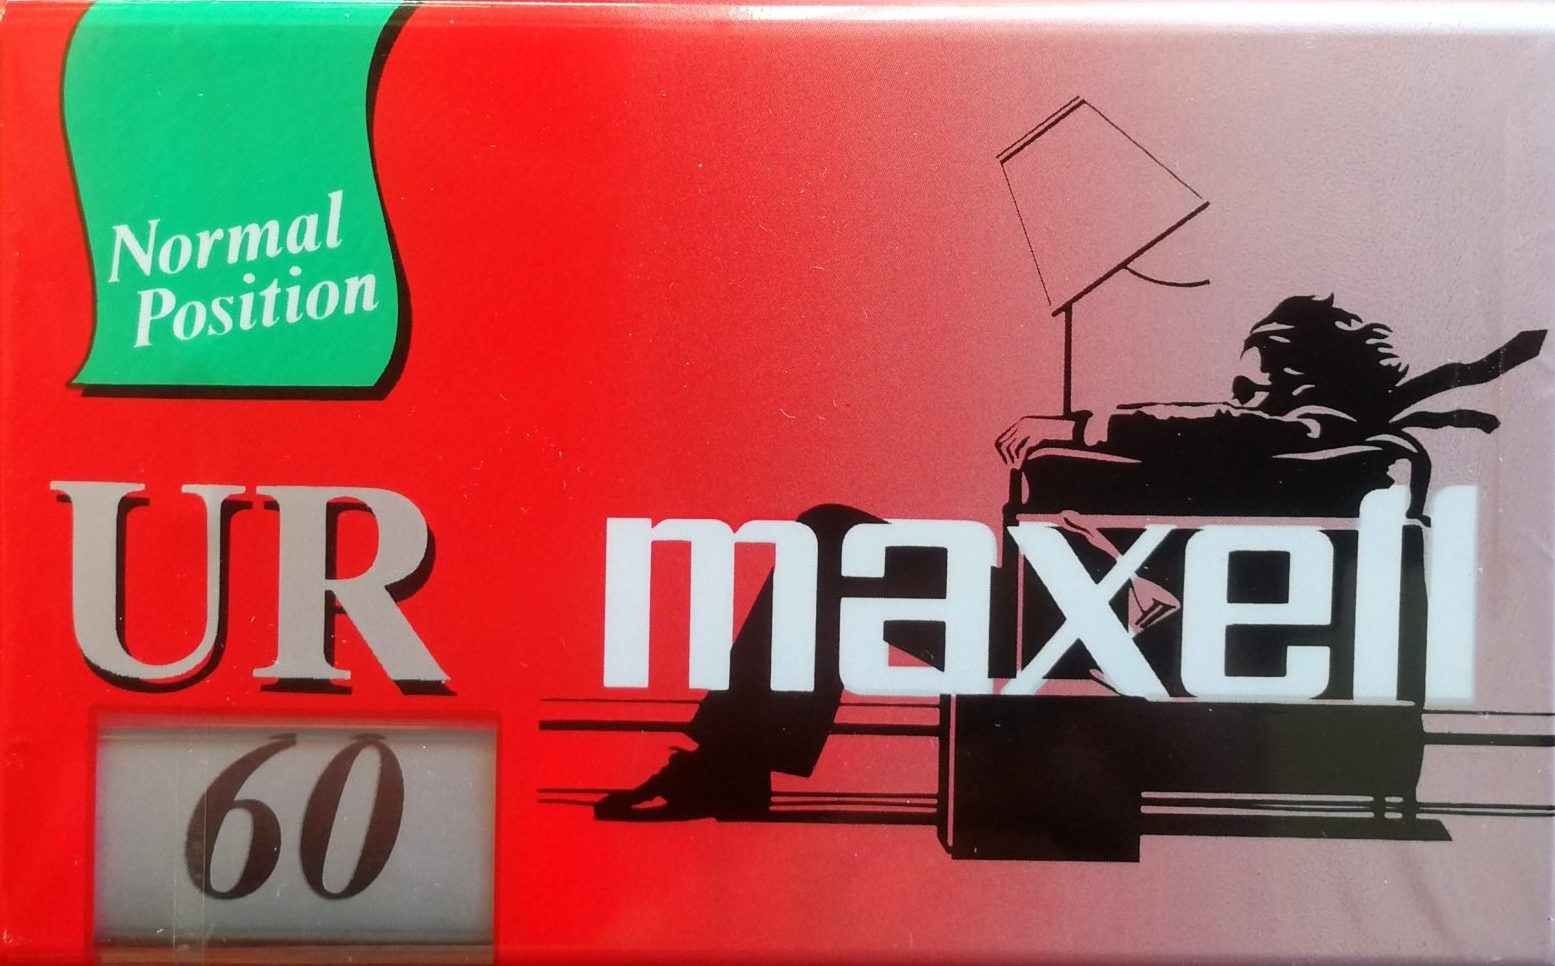 Normal
Position
UR
maxell
60